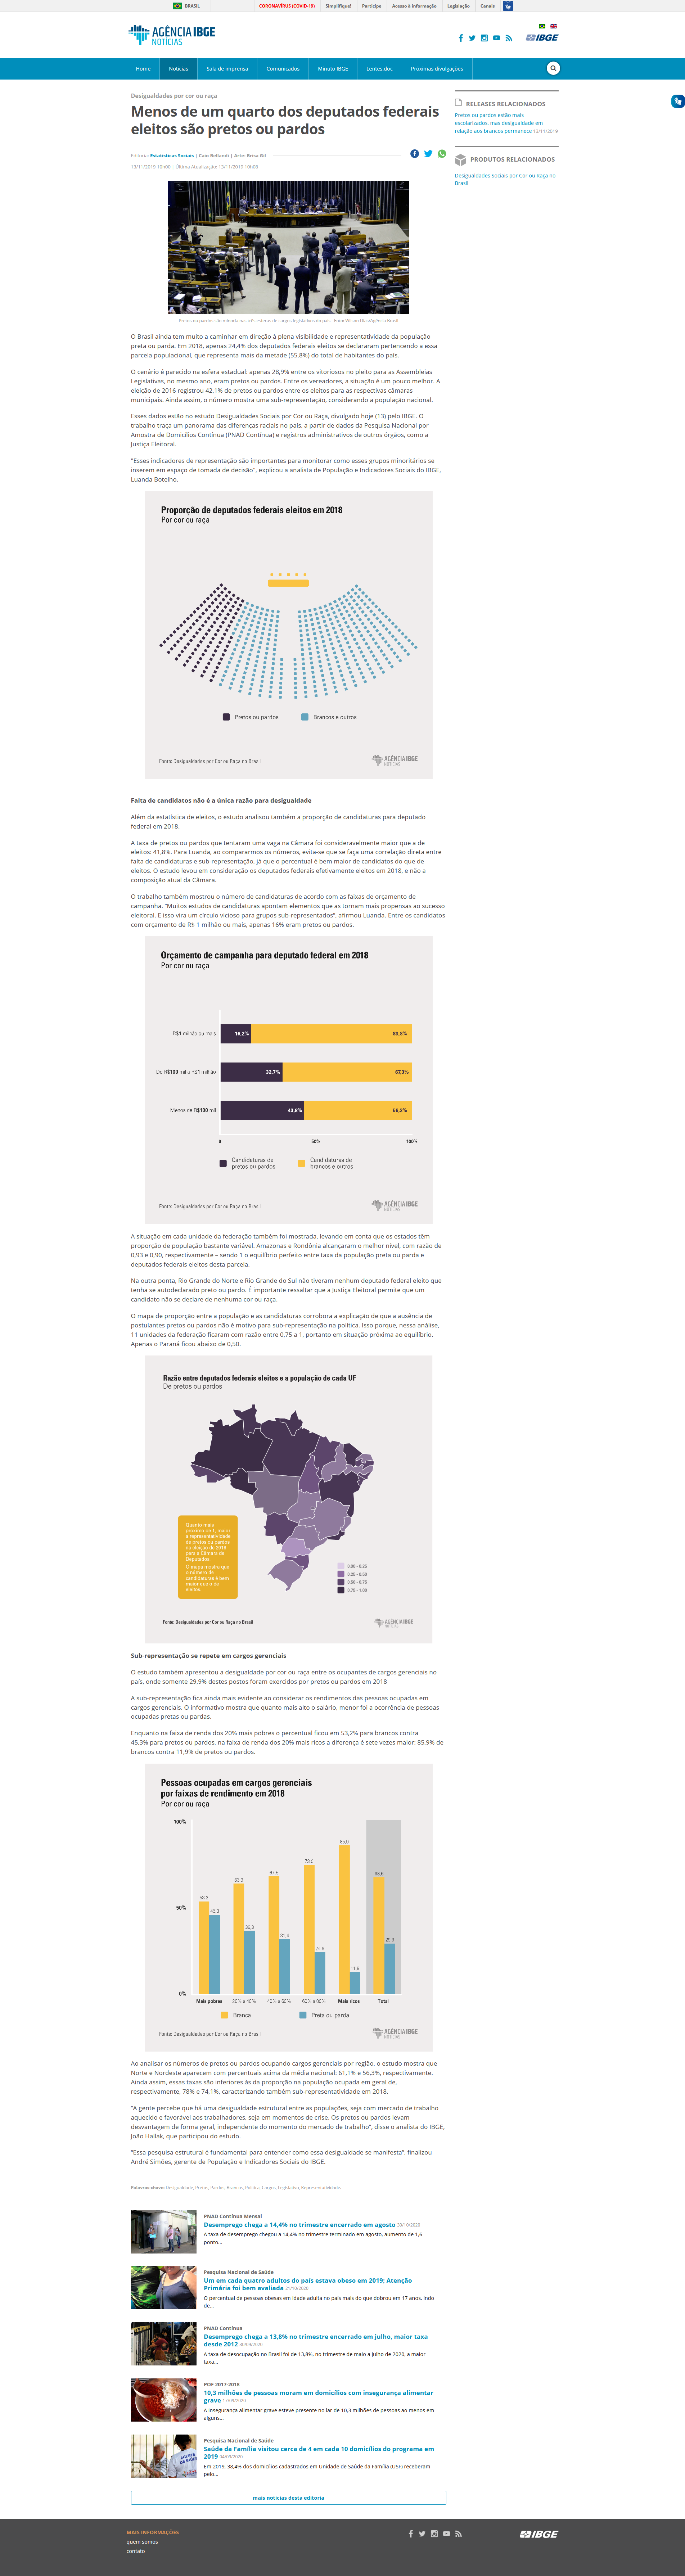 BRASIL
CORONAVÍRUS (COVID-19)
Simplifique!
Participe
Acesso à informação
Legislação
Canais
AGÊNCIA IBGE
NOTÍCIAS
IBGE
Home
Notícias
Sala de Imprensa
Comunicados
Minuto IBGE
Lentes.doc
Próximas divulgações
Desigualdades por cor ou raça
Menos de um quarto dos deputados federais
eleitos são pretos ou pardos
Editoria: Estatísticas Sociais | Caio Belandi | Arte: Brisa Gil
13/11/2019 10h00 | Última Atualização: 13/11/2019 10h00
Pretos ou pardos são minoria nas três esferas de cargos legislativos do país - Foto: Wilson Dias/Agência Brasil
O Brasil ainda tem muito a caminhar em direção à plena visibilidade e representatividade da população
preta ou parda. Em 2018, apenas 24,4% dos deputados federais eleitos se declararam pertencendo a essa
parcela populacional, que representa mais da metade (55,8%) do total de habitantes do país.
O cenário é parecido na esfera estadual: apenas 28,9% entre os vitoriosos no pleito para as Assembleias
Legislativas, no mesmo ano, eram pretos ou pardos. Entre os vereadores, a situação é um pouco melhor. A
eleição de 2016 registrou 42,1% de pretos ou pardos entre os eleitos para as respectivas câmaras
municipais. Ainda assim, o número mostra uma sub-representação, considerando a população nacional.
Esses dados estão no estudo Desigualdades Sociais por Cor ou Raça, divulgado hoje (13) pelo IBGE. O
trabalho traça um panorama das diferenças raciais no país, a partir de dados da Pesquisa Nacional por
Amostra de Domicílios Contínua (PNAD Contínua) e registros administrativos de outros órgãos, como a
Justiça Eleitoral.
"Esses indicadores de representação são importantes para monitorar como esses grupos minoritários se
inserem em espaço de tomada de decisão", explicou a analista de População e Indicadores Sociais do IBGE,
Luanda Botelho.
Proporção de deputados federais eleitos em 2018
Por cor ou raça
Pretos ou pardos
Brancos e outros
Fonte: Desigualdades por Cor ou Raça no Brasil
AGÊNCIA IBGE
NOTÍCIAS
Falta de candidatos não é a única razão para desigualdade
Além da estatística de eleitos, o estudo analisou também a proporção de candidaturas para deputado
federal em 2018.
A taxa de pretos ou pardos que tentaram uma vaga na Câmara foi consideravelmente maior que a de
eleitos: 41,8%. Para Luanda, ao compararmos os números, evita-se que se faça uma correlação direta entre
falta de candidaturas e sub-representação, já que o percentual é bem maior de candidatos do que de
eleitos. O estudo levou em consideração os deputados federais efetivamente eleitos em 2018, e não a
composição atual da Câmara.
O trabalho também mostrou o número de candidaturas de acordo com as faixas de orçamento de
campanha. "Muitos estudos de candidaturas apontam elementos que as tornam mais propensas ao sucesso
eleitoral. E isso vira um círculo vicioso para grupos sub-representados", afirmou Luanda. Entre os candidatos
com orçamento de R$ 1 milhão ou mais, apenas 16% eram pretos ou pardos.
Orçamento de campanha para deputado federal em 2018
Por cor ou raça
R$1 milhão ou mais
16,2%
83,8%
De R$100 mil a R$1 milhão
32,7%
67,3%
Menos de R$100 mil
43,8%
56,2%
0
50%
100%
Candidaturas de
pretos ou pardos
Candidaturas de
brancos e outros
Fonte: Desigualdades por Cor ou Raça no Brasil
AGÊNCIA IBGE
NOTÍCIAS
A situação em cada unidade da federação também foi mostrada, levando em conta que os estados têm
proporção de população bastante variável. Amazonas e Rondônia alcançaram o melhor nível, com razão de
0,93 e 0,90, respectivamente – sendo 1 o equilíbrio perfeito entre taxa da população preta ou parda e
deputados federais eleitos desta parcela.
Na outra ponta, Rio Grande do Norte e Rio Grande do Sul não tiveram nenhum deputado federal eleito que
tenha se autodeclarado preto ou pardo. É importante ressaltar que a Justiça Eleitoral permite que um
candidato não se declare de nenhuma cor ou raça.
O mapa de proporção entre a população e as candidaturas corrobora a explicação de que a ausência de
postulantes pretos ou pardos não é motivo para sub-representação na política. Isso porque, nessa análise,
11 unidades da federação ficaram com razão entre 0,75 a 1, portanto em situação próxima ao equilíbrio.
Apenas o Paraná ficou abaixo de 0,50.
Razão entre deputados federais eleitos e a população de cada UF
De pretos ou pardos
Quanto mais
próximo de 1, maior
a representatividade
de pretos ou pardos
na eleição de 2018
para a Câmara de
Deputados.
O mapa mostra que
o número de
candidaturas é bem
maior que o de
eleitos.
0.00 - 0.25
0.25 - 0.50
0.50 - 0.75
0.75 - 1.00
Fonte: Desigualdades por Cor ou Raça no Brasil
AGÊNCIA IBGE
NOTÍCIAS
Sub-representação se repete em cargos gerenciais
O estudo também apresentou a desigualdade por cor ou raça entre os ocupantes de cargos gerenciais no
país, onde somente 29,9% destes postos foram exercidos por pretos ou pardos em 2018
A sub-representação fica ainda mais evidente ao considerar os rendimentos das pessoas ocupadas em
cargos gerenciais. O informativo mostra que quanto mais alto o salário, menor foi a ocorrência de pessoas
ocupadas pretas ou pardas.
Enquanto na faixa de renda dos 20% mais pobres o percentual ficou em 53,2% para brancos contra
45,3% para pretos ou pardos, na faixa de renda dos 20% mais ricos a diferença é sete vezes maior: 85,9% de
brancos contra 11,9% de pretos ou pardos.
Pessoas ocupadas em cargos gerenciais
por faixas de rendimento em 2018
Por cor ou raça
100%
50%
0%
53,2
45,3
63,3
36,3
67,5
31,4
85,9
11,9
68,6
29,9
Mais pobres
20% a 40%
40% a 60%
60% a 80%
Mais ricos
Total
Branca
Preta ou parda
Fonte: Desigualdades por Cor ou Raça no Brasil
AGÊNCIA IBGE
NOTÍCIAS
Ao analisar os números de pretos ou pardos ocupando cargos gerenciais por região, o estudo mostra que
Norte e Nordeste aparecem com percentuais acima da média nacional: 61,1% e 56,3%, respectivamente.
Ainda assim, essas taxas são inferiores às da proporção na população ocupada em geral de,
respectivamente, 78% e 74,1%, caracterizando também sub-representatividade em 2018.
"A gente percebe que há uma desigualdade estrutural entre as populações, seja com mercado de trabalho
aquecido e favorável aos trabalhadores, seja em momentos de crise. Os pretos ou pardos levam
desvantagem de forma geral, independente do momento do mercado de trabalho", disse o analista do IBGE,
João Hallak, que participou do estudo.
"Essa pesquisa estrutural é fundamental para entender como essa desigualdade se manifesta", finalizou
André Simões, gerente de População e Indicadores Sociais do IBGE.
Palavras-chave: Desigualdade, Pretos, Pardos, Brancos, Política, Cargos, Legislativo, Representatividade.
PNAD Contínua Mensal
Desemprego chega a 14,4% no trimestre encerrado em agosto 30/10/2020
A taxa de desemprego chegou a 14,4% no trimestre terminado em agosto, aumento de 1,6
ponto...
Pesquisa Nacional de Saúde
Um em cada quatro adultos do país estava obeso em 2019; Atenção
Primária foi bem avaliada 21/10/2020
O percentual de pessoas obesas em idade adulta no país mais do que dobrou em 17 anos, indo
de...
PNAD Contínua
Desemprego chega a 13,8% no trimestre encerrado em julho, maior taxa
desde 2012 30/09/2020
A taxa de desocupação no Brasil foi de 13,8%, no trimestre de maio a julho de 2020, a maior
taxa...
POF 2017-2018
10,3 milhões de pessoas moram em domicílios com insegurança alimentar
grave 17/09/2020
A insegurança alimentar grave esteve presente no lar de 10,3 milhões de pessoas ao menos em
alguns...
Pesquisa Nacional de Saúde
Saúde da Família visitou cerca de 4 em cada 10 domicílios do programa em
2019 04/09/2020
Em 2019, 38,4% dos domicílios cadastrados em Unidade de Saúde da Família (USF) receberam
pelo...
mais notícias desta editoria
RELEASES RELACIONADOS
Pretos ou pardos estão mais
escolarizados, mas desigualdade em
relação aos brancos permanece 13/11/2019
PRODUTOS RELACIONADOS
Desigualdades Sociais por Cor ou Raça no
Brasil
MAIS INFORMAÇÕES
quem somos
contato
IBGE